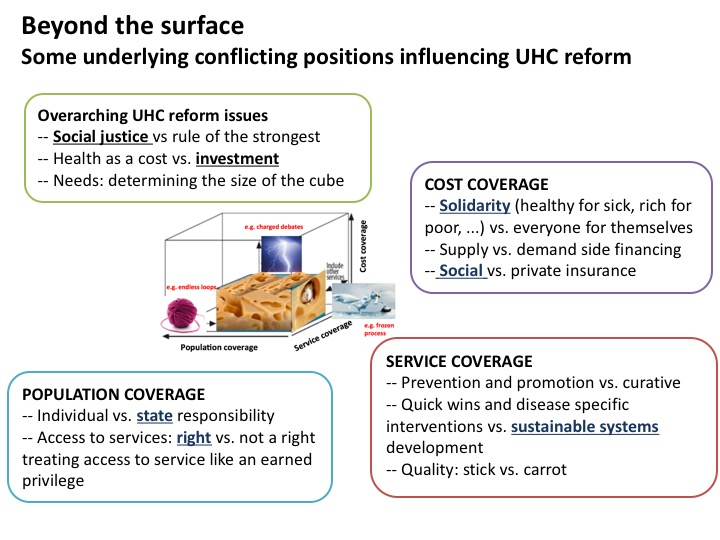 Beyond the surface
Some underlying conflicting positions influencing UHC reform
Overarching UHC reform issues
-- Social justice vs rule of the strongest
-- Health as a cost vs. investment
-- Needs: determining the size of the cube
COST COVERAGE
-- Solidarity (healthy for sick, rich for
poor, ...) vs. everyone for themselves
-- Supply vs. demand side financing
-- Social vs. private insurance
e.g. charged debates
Cost coverage
Include
other
services
e.g. endless loops
e.g. frozen
process
Service coverage
Population coverage
SERVICE COVERAGE
-- Prevention and promotion vs. curative
-- Quick wins and disease specific
interventions vs. sustainable systems
development
-- Quality: stick vs. carrot
POPULATION COVERAGE
-- Individual vs. state responsibility
-- Access to services: right vs. not a right
treating access to service like an earned
privilege